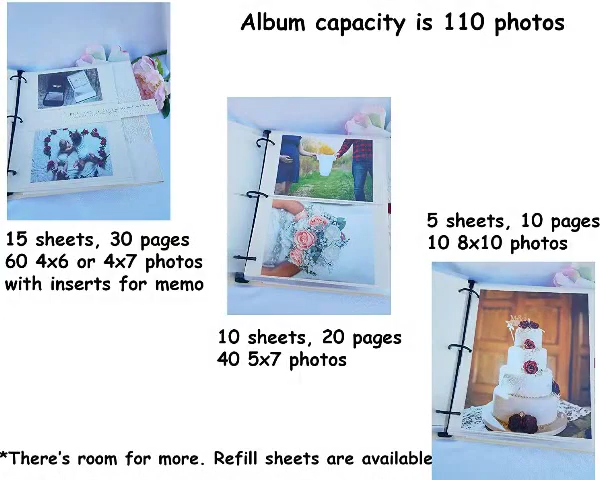 Album capacity is 110 photos
15 sheets, 30 pages
60 4x6 or 4x7 photos
with inserts for memo
10 sheets, 20 pages
40 5x7 photos
5 sheets, 10 pages
10 8x10 photos
*There's room for more. Refill sheets are available